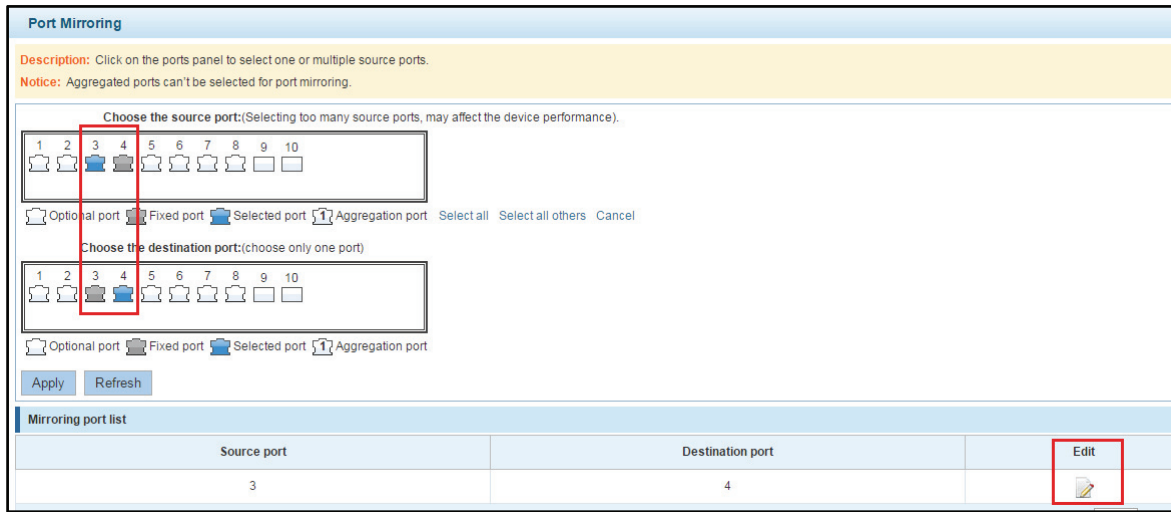 Port Mirroring
Description: Click on the ports panel to select one or multiple source ports.
Notice: Aggregated ports can't be selected for port mirroring.
Choose the source port:(Selecting too many source ports, may affect the device performance).
1 2 3 4 5 6 7 8 9 10
Optional port Fixed port Selected port 1 Aggregation port Select all Select all others Cancel
Choose the destination port:(choose only one port)
1 2 3 4 5 6 7 8 9 10
Optional port Fixed port Selected port 1 Aggregation port
Apply Refresh
Mirroring port list
Source port Destination port Edit
3 4